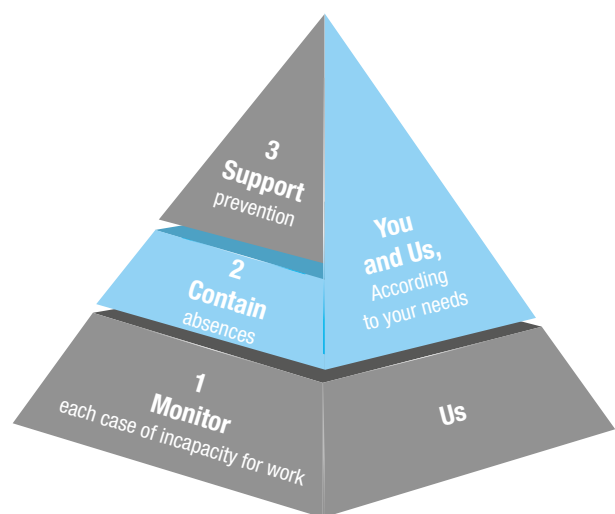 3
Support
prevention
2
Contain
absences
1
Monitor
each case of incapacity for work
You
and Us,
According
to your needs
Us